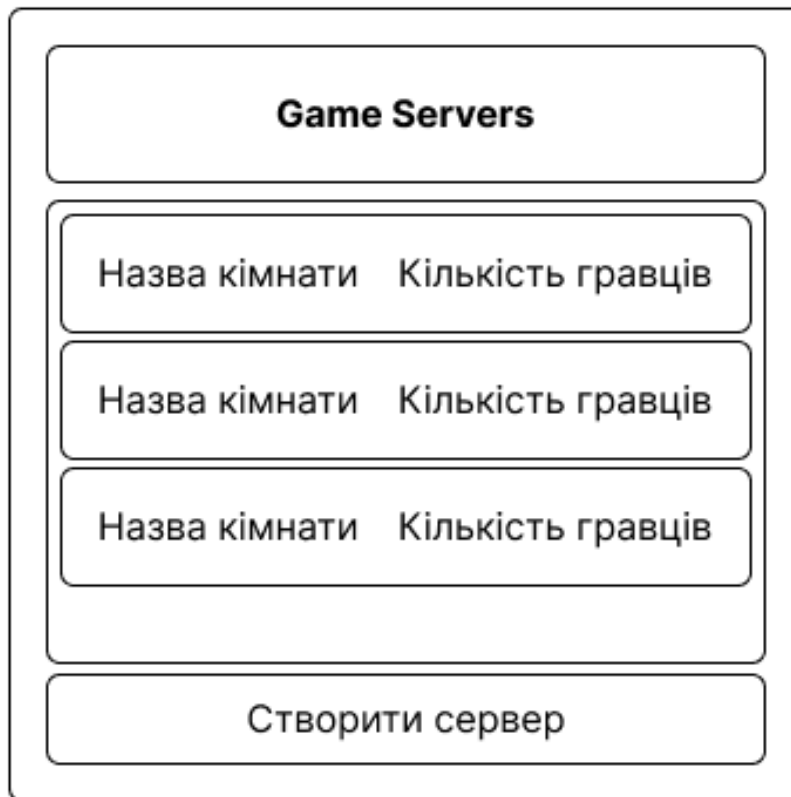 Game Servers
Назва кімнати Кількість гравців
Назва кімнати Кількість гравців
Назва кімнати Кількість гравців
Створити сервер